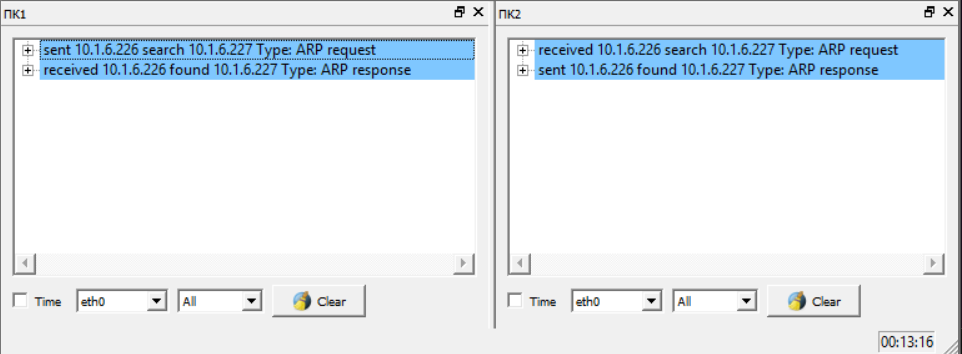 ПК1
sent 10.1.6.226 search 10.1.6.227 Type: ARP request
received 10.1.6.226 found 10.1.6.227 Type: ARP response
Time eth0 All Clear
ПК2
received 10.1.6.226 search 10.1.6.227 Type: ARP request
sent 10.1.6.226 found 10.1.6.227 Type: ARP response
Time eth0 All Clear
00:13:16